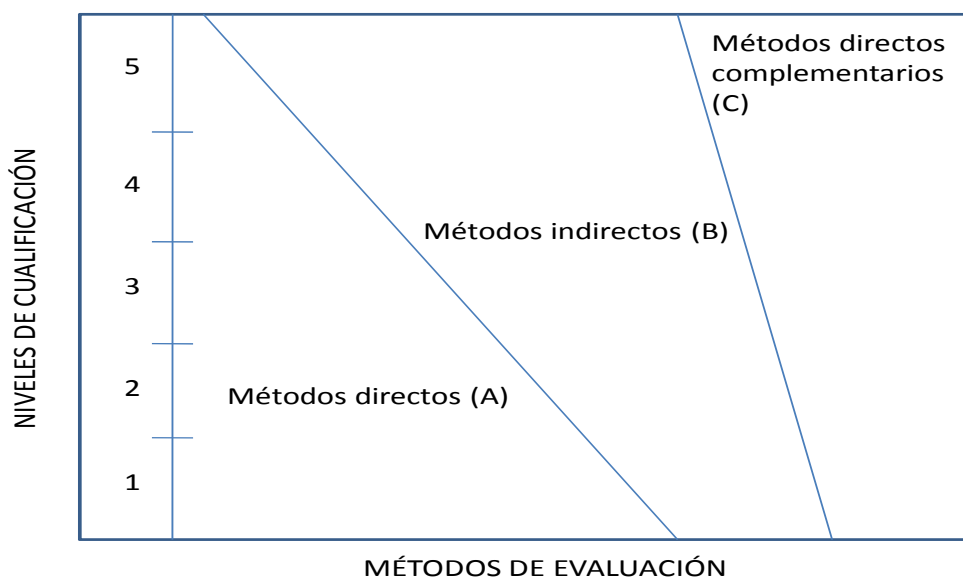 NIVELES DE CUALIFICACIÓN
5
4
3
2
1
Métodos directos
complementarios
(C)
Métodos indirectos (B)
Métodos directos (A)
MÉTODOS DE EVALUACIÓN